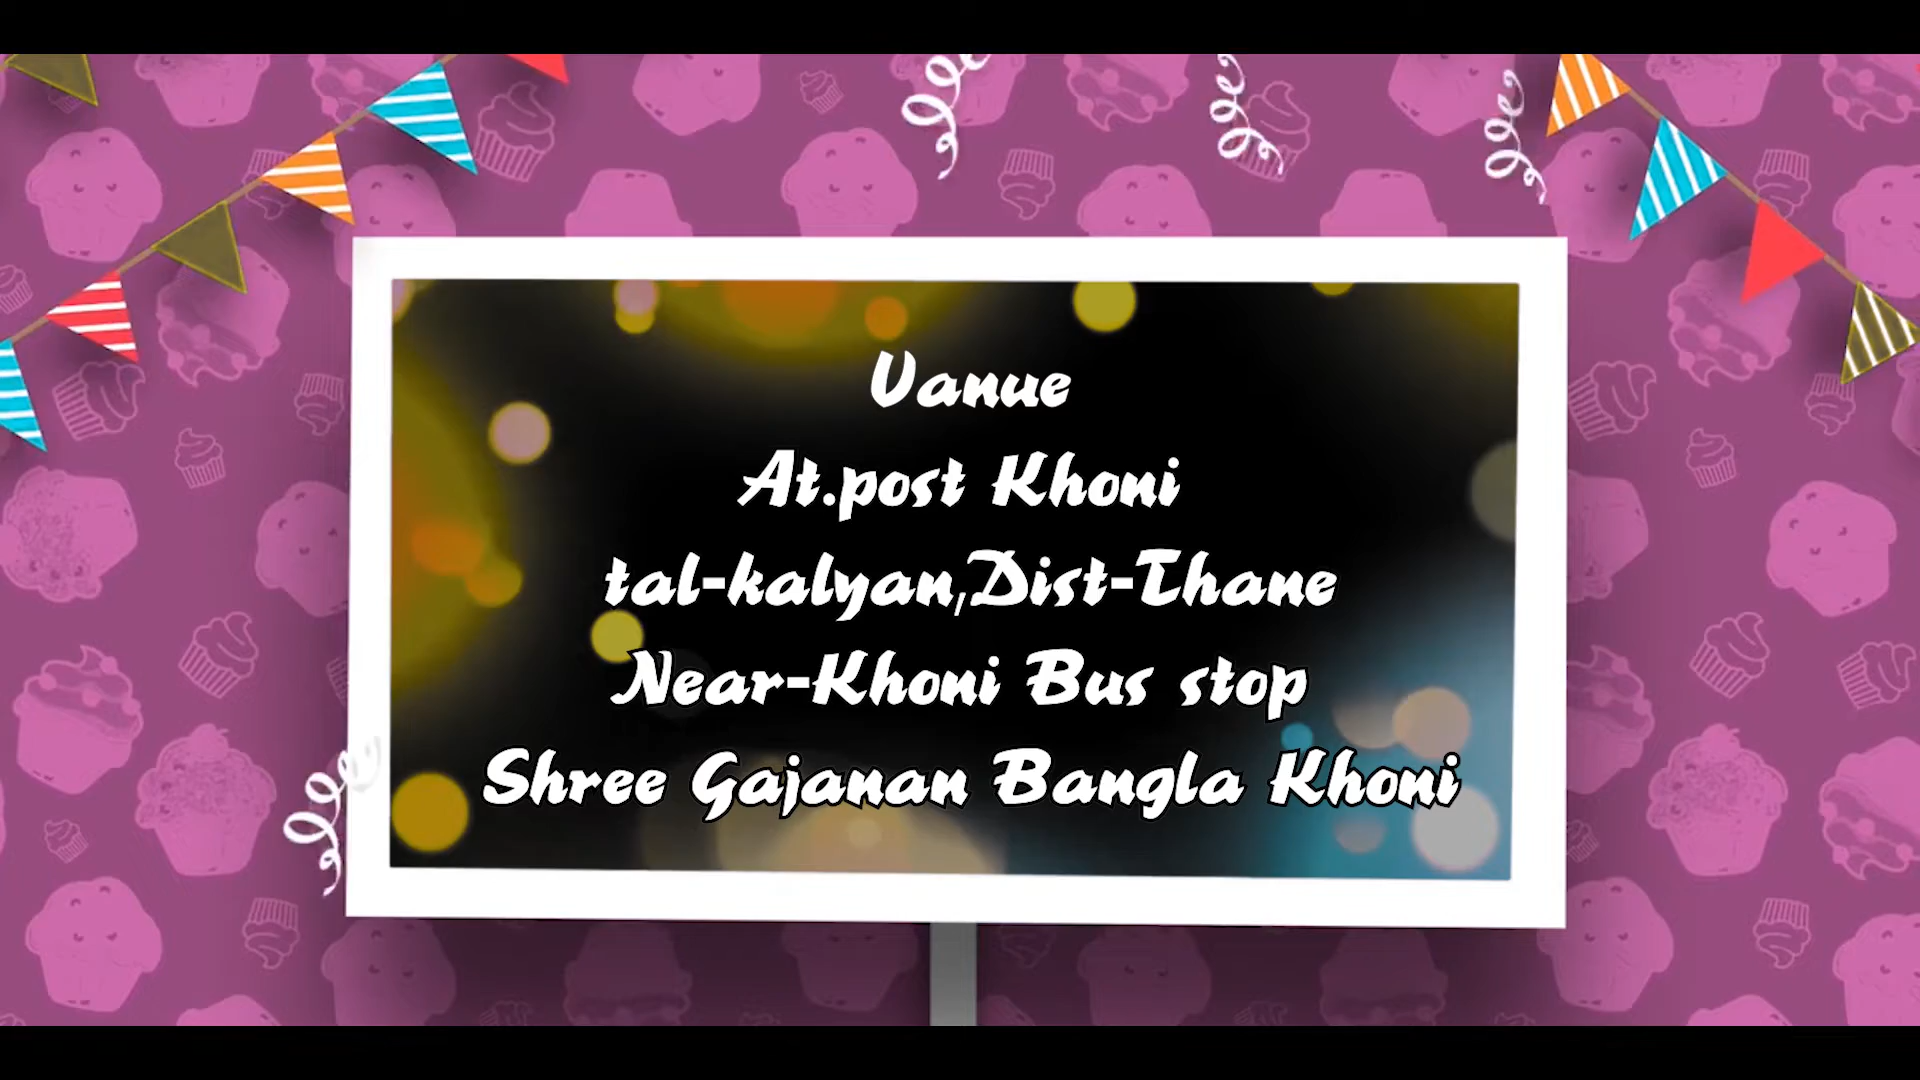 Vanue
At.post Khoni
tal-kalyan,Dist-Thane
Near-Khoni Bus stop
Shree Gajanan Bangla Khoni